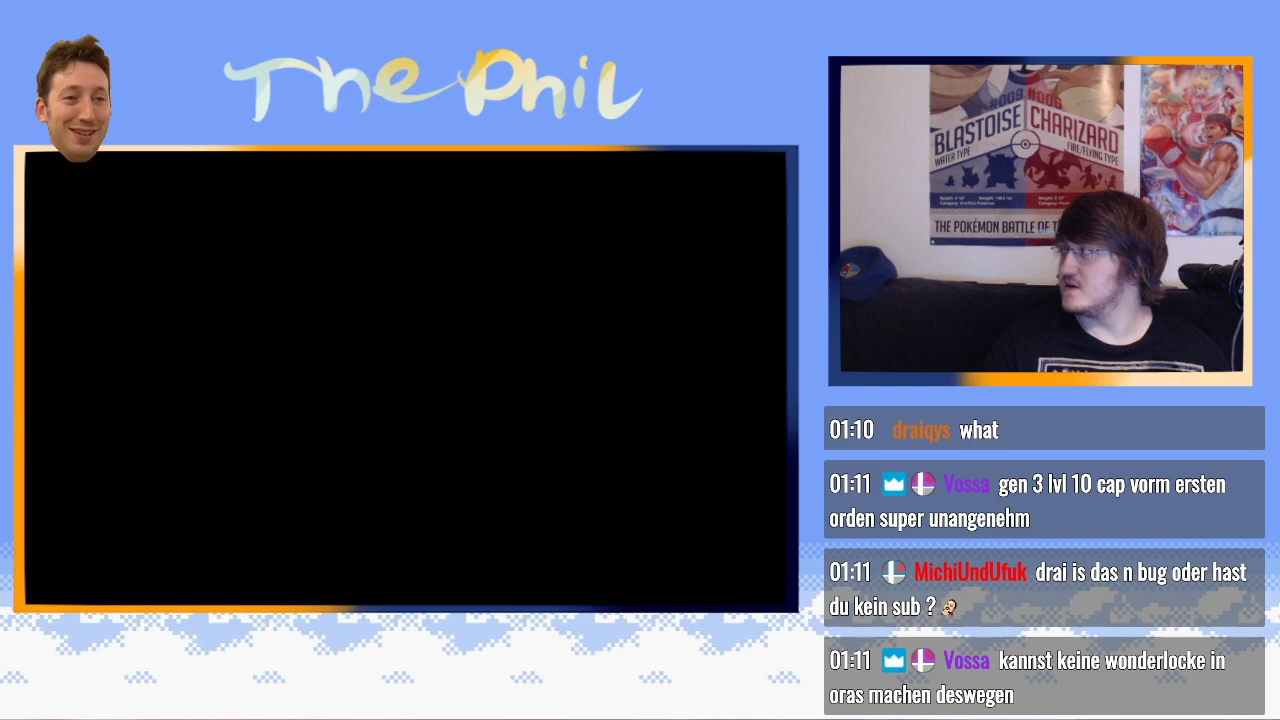 The Phil
#009 #006
BLASTOISE
CHARIZARD
WATER TYPE
FIRE/FLYING TYPE
THE POKÉMON BATTLE OF
01:10 draiqys what
01:11 Vossa gen 3 lvl 10 cap vorm ersten
orden super unangenehm
01:11 MichiUndUfuk drai is das n bug oder hast
du kein sub ?
01:11 Vossa kannst keine wonderlocke in
oras machen deswegen